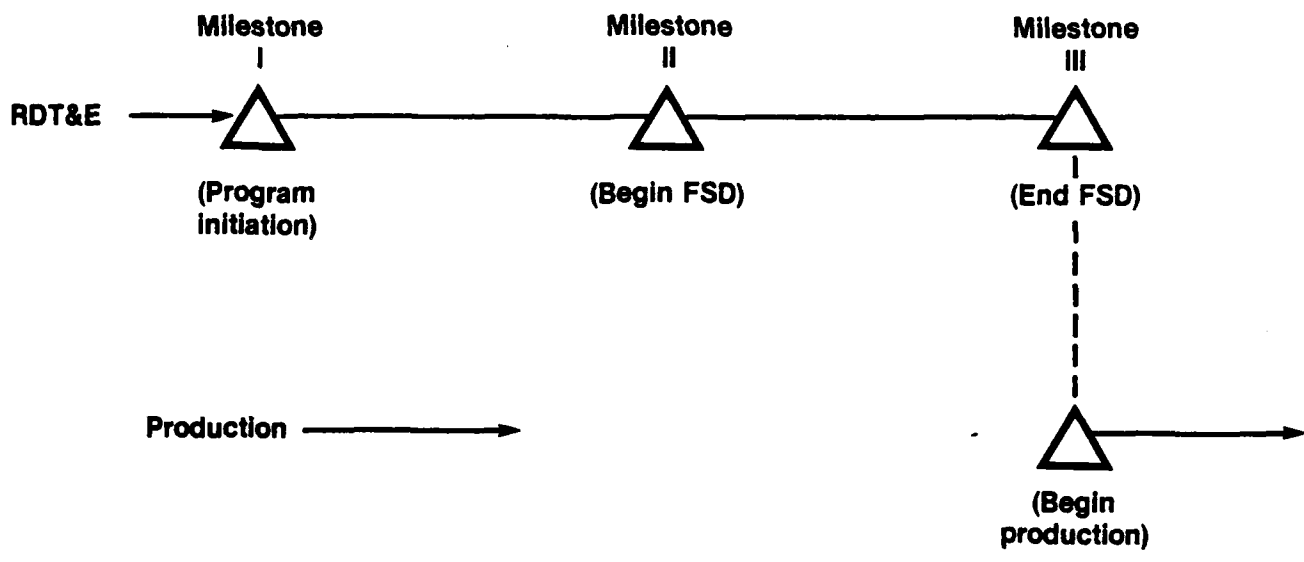 Milestone
I
Milestone
II
Milestone
III
RDT&E
(Program
initiation)
(Begin FSD)
(End FSD)
Production
(Begin
production)